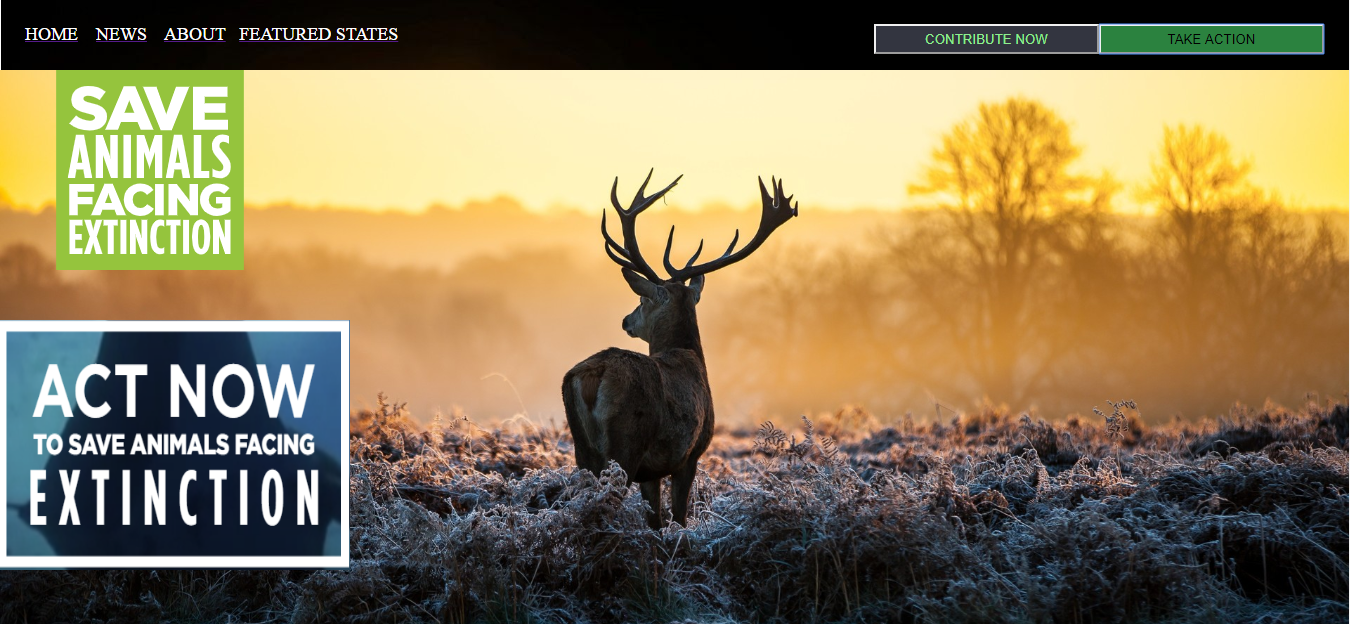 HOME NEWS ABOUT FEATURED STATES CONTRIBUTE NOW TAKE ACTION
SAVE
ANIMALS
FACING
EXTINCTION
ACT NOW
TO SAVE ANIMALS FACING
EXTINCTION